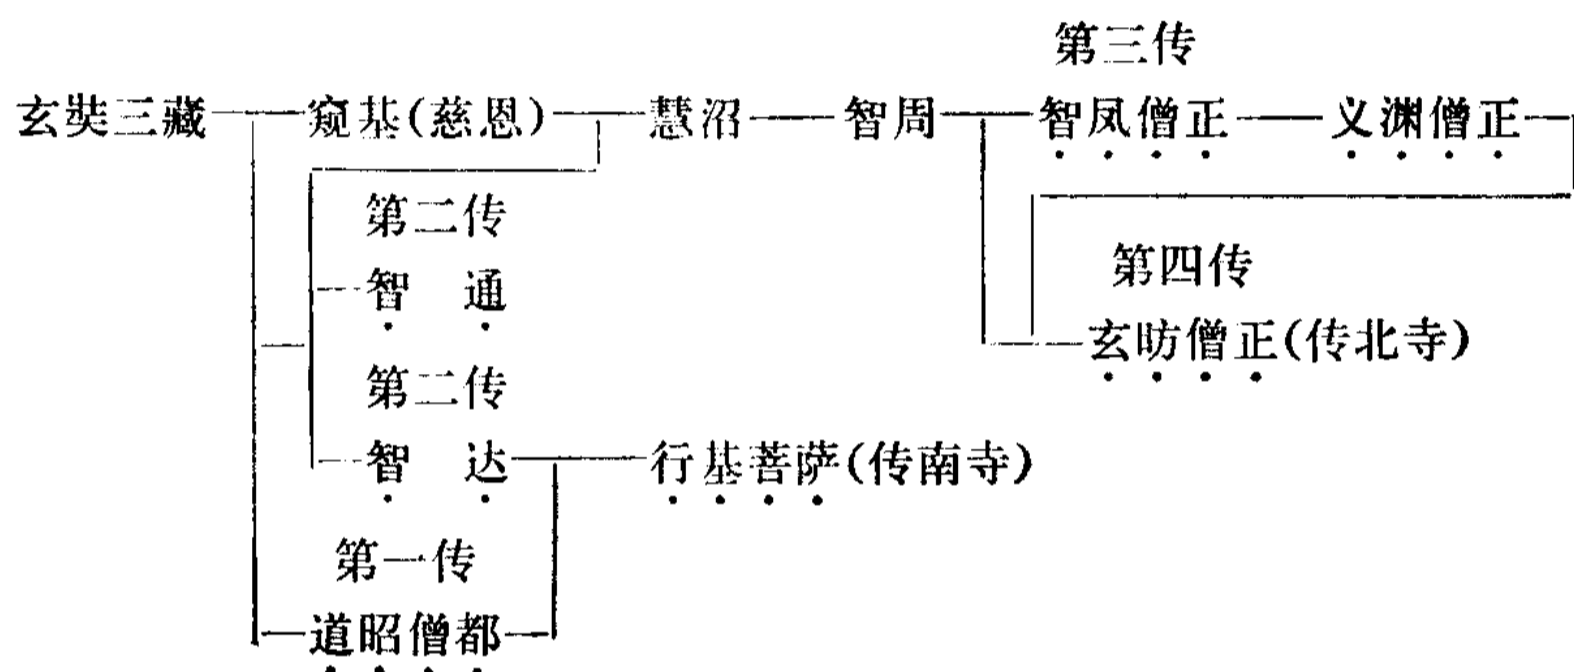 第三传
玄奘三藏 窥基(慈恩) 慧沼 智周 智凤僧正 义渊僧正
第二传
智 通
第四传
玄昉僧正(传北寺)
第二传
智 达 行基菩萨(传南寺)
第一传
道昭僧都